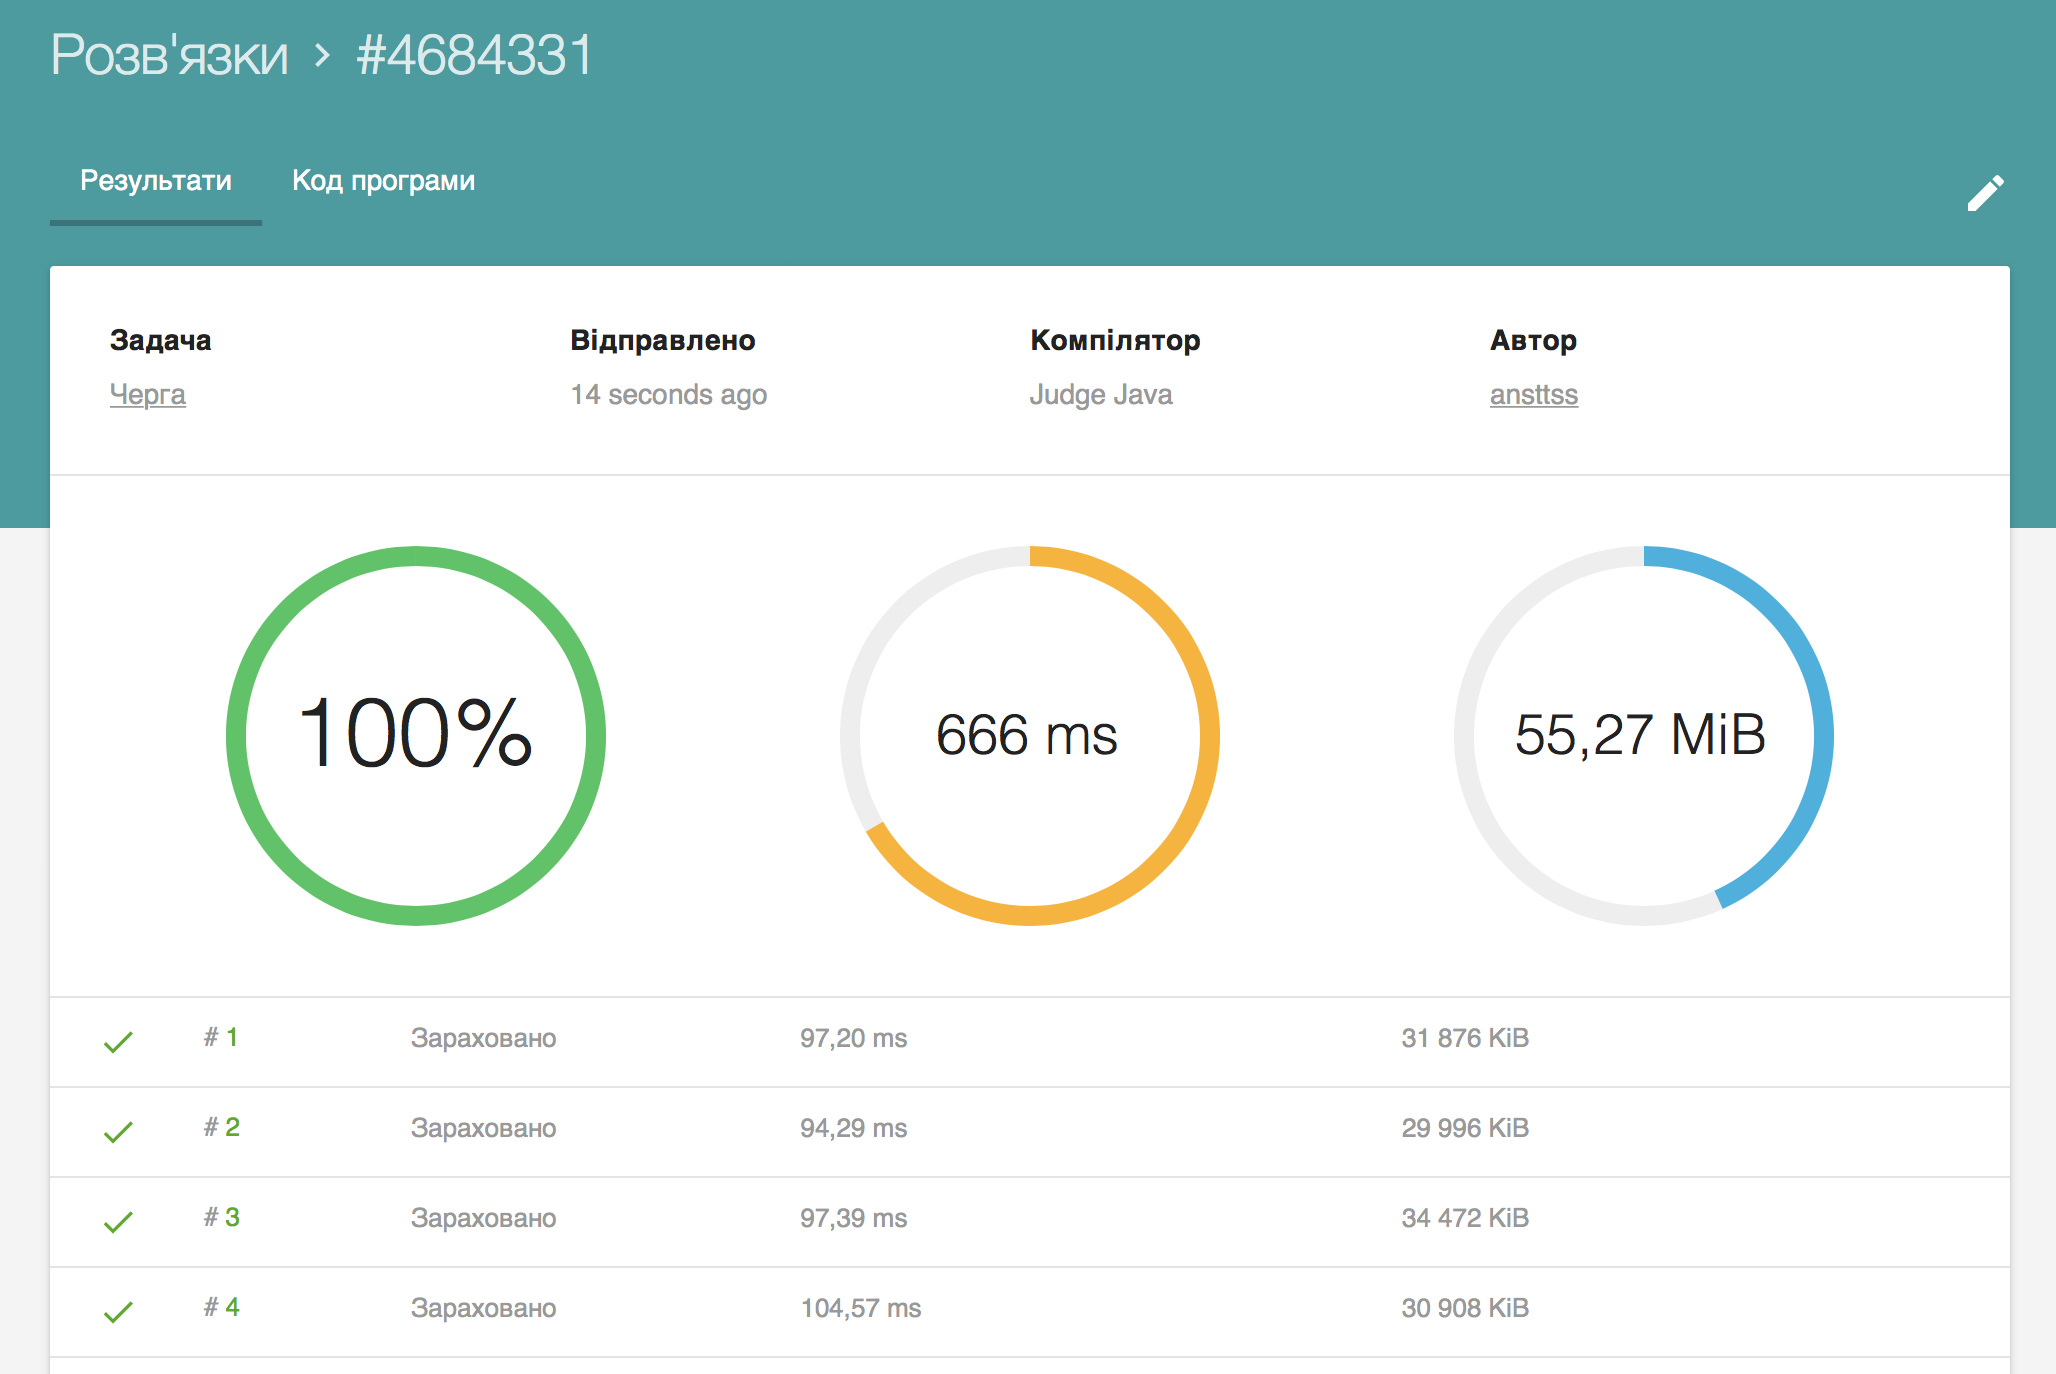 Розв'язки › #4684331
Результати Код програми
Задача Відправлено Компілятор Автор
Черга 14 seconds ago Judge Java ansttss
100% 666 ms 55,27 MiB
# 1 Зараховано 97,20 ms 31 876 KiB
# 2 Зараховано 94,29 ms 29 996 KiB
# 3 Зараховано 97,39 ms 34 472 KiB
# 4 Зараховано 104,57 ms 30 908 KiB